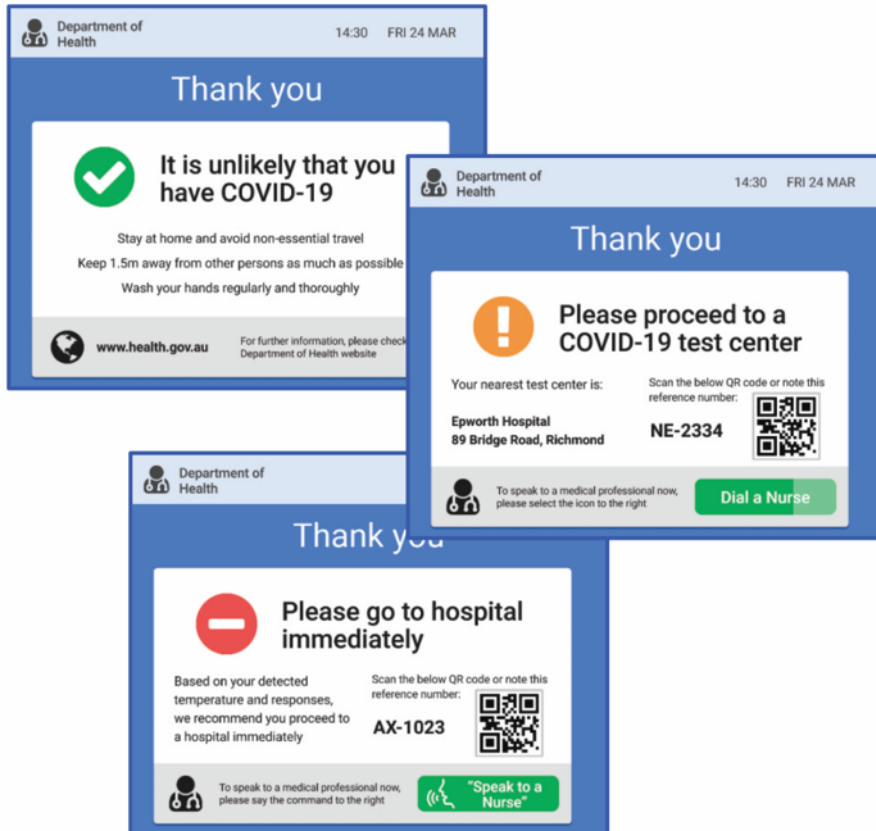 Department of
Health
14:30 FRI 24 MAR
Thank you
It is unlikely that you
have COVID-19
Stay at home and avoid non-essential travel
Keep 1.5m away from other persons as much as possible
Wash your hands regularly and thoroughly
www.health.gov.au
For further information, please check
Department of Health website
Department of
Health
14:30 FRI 24 MAR
Thank you
Please proceed to a
COVID-19 test center
Your nearest test center is:
Epworth Hospital
89 Bridge Road, Richmond
Scan the below QR code or note this
reference number:
NE-2334
To speak to a medical professional now,
please select the icon to the right
Dial a Nurse
Department of
Health
Thank you
Please go to hospital
immediately
Based on your detected
temperature and responses,
we recommend you proceed to
a hospital immediately
Scan the below QR code or note this
reference number:
AX-1023
To speak to a medical professional now,
please say the command to the right
"Speak to a
Nurse"